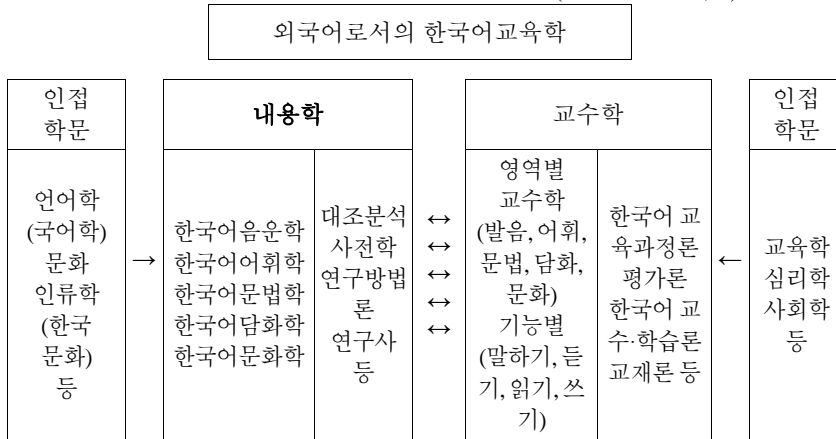 외국어로서의 한국어교육학
인접
학문
내용학
교수학
인접
학문
언어학
(국어학)
문화
인류학
(한국
문화)
등
→
한국어음운학
한국어어휘학
한국어문법학
한국어담화학
한국어문화학
대조분석
사전학
연구방법
론
연구사
등
↔
↔
↔
↔
↔
영역별
교수학
(발음, 어휘,
문법, 담화,
문화)
기능별
(말하기, 듣
기, 읽기, 쓰
기)
한국어 교
육과정론
평가론
한국어 교
수·학습론
교재론 등
←
교육학
심리학
사회학
등